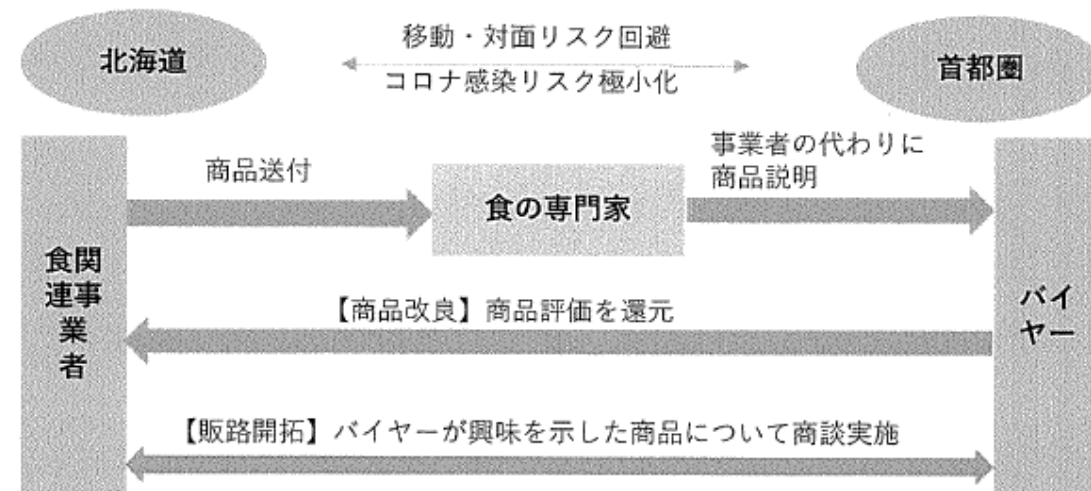 北海道
移動・対面リスク回避
コロナ感染リスク極小化
首都圏
商品送付
食の専門家
事業者の代わりに
商品説明
食関
連事
業
者
【商品改良】商品評価を還元
バイ
ヤー
【販路開拓】バイヤーが興味を示した商品について商談実施